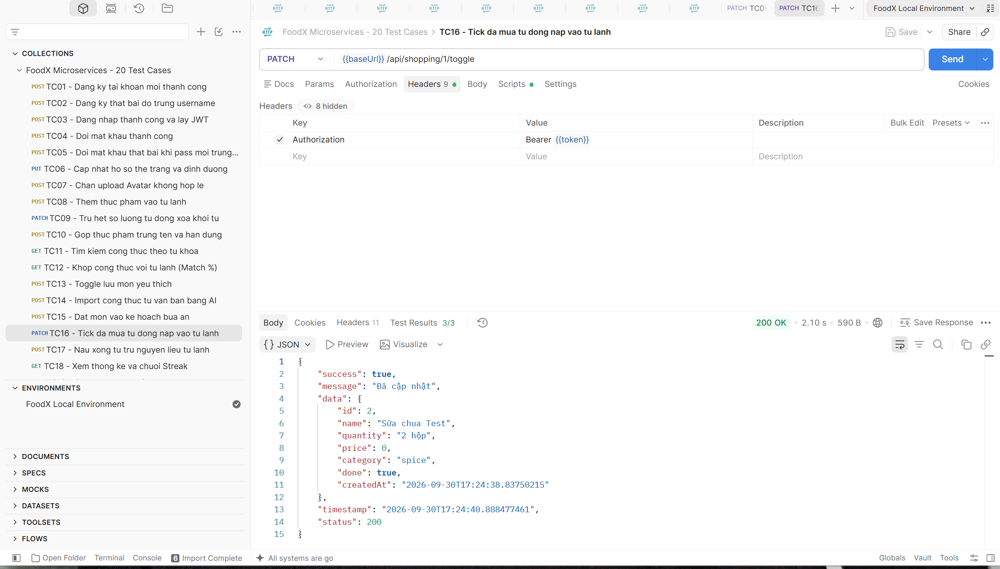 HTTP HTTP HTTP HTTP HTTP HTTP HTTP HTTP HTTP PATCH TC09 PATCH TC16 FoodX Local Environment
HTTP FoodX Microservices - 20 Test Cases > TC16 - Tick da mua tu dong nap vao tu lanh Save Share
COLLECTIONS
FoodX Microservices - 20 Test Cases
POST TC01 - Dang ky tai khoan moi thanh cong
POST TC02 - Dang ky that bai do trung username
POST TC03 - Dang nhap thanh cong va lay JWT
POST TC04 - Doi mat khau thanh cong
POST TC05 - Doi mat khau that bai khi pass moi trung...
PUT TC06 - Cap nhat ho so the trang va dinh duong
POST TC07 - Chan upload Avatar khong hop le
POST TC08 - Them thuc pham vao tu lanh
PATCH TC09 - Tru het so luong tu dong xoa khoi tu
POST TC10 - Gop thuc pham trung ten va han dung
GET TC11 - Tim kiem cong thuc theo tu khoa
GET TC12 - Khop cong thuc voi tu lanh (Match %)
POST TC13 - Toggle luu mon yeu thich
POST TC14 - Import cong thuc tu van ban bang AI
POST TC15 - Dat mon vao ke hoach bua an
PATCH TC16 - Tick da mua tu dong nap vao tu lanh
POST TC17 - Nau xong tu tru nguyen lieu tu lanh
GET TC18 - Xem thong ke va chuoi Streak
ENVIRONMENTS
FoodX Local Environment
DOCUMENTS
SPECS
MOCKS
DATASETS
TOOLSETS
FLOWS
PATCH {{baseUrl}}/api/shopping/1/toggle Send
Docs Params Authorization Headers 9 Body Scripts Settings Cookies
Headers 8 hidden
Key Value Description Bulk Edit Presets
Authorization Bearer {{token}}
Key Value Description
Body Cookies Headers 11 Test Results 3/3 200 OK 2.10 s 590 B e.g. Save Response
{} JSON Preview Visualize
1 {
2 "success": true,
3 "message": "Đã cập nhật",
4 "data": {
5 "id": 2,
6 "name": "Sữa chua Test",
7 "quantity": "2 hộp",
8 "price": 0,
9 "category": "spice",
10 "done": true,
11 "createdAt": "2026-09-30T17:24:38.83750215"
12 },
13 "timestamp": "2026-09-30T17:24:40.888477461",
14 "status": 200
15 }
Open Folder Terminal Console 6 Import Complete All systems are go Globals Vault Tools